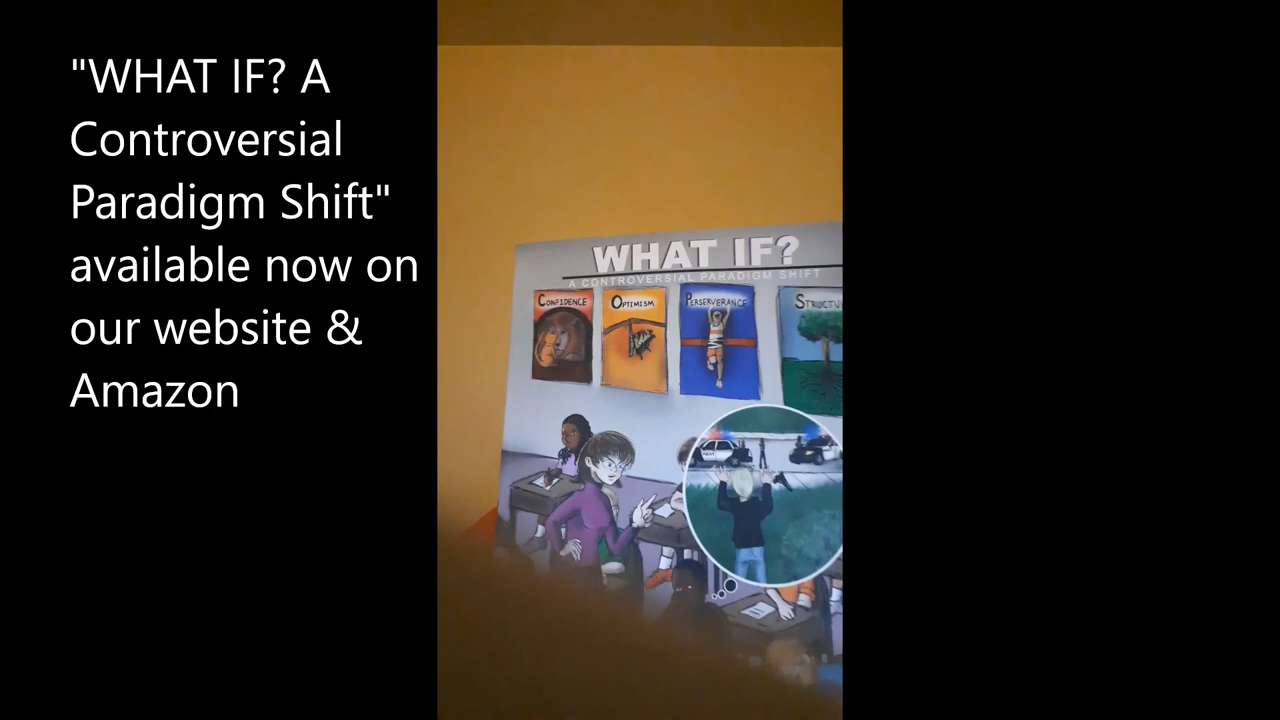 "WHAT IF? A
Controversial
Paradigm Shift"
available now on
our website &
Amazon
WHAT IF?
A CONTROVERSIAL PARADIGM SHIFT
CONFIDENCE
OPTIMISM
PERSERVERANCE
STRUCTU